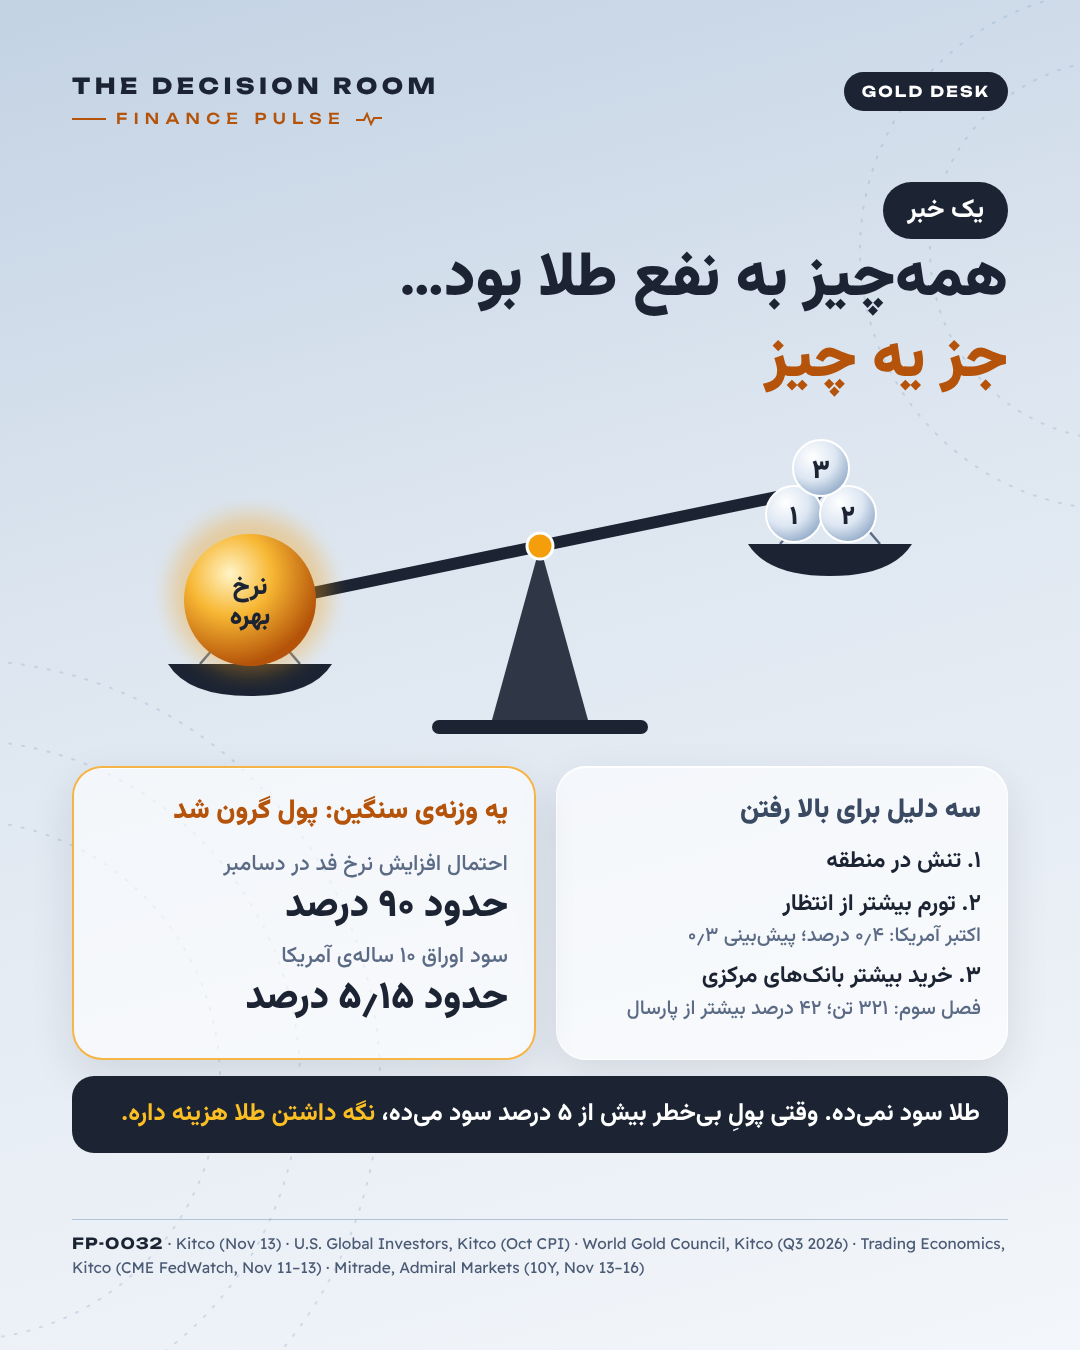 THE DECISION ROOM
FINANCE PULSE
GOLD DESK
یک خبر
همه‌چیز به نفع طلا بود...
جز یه چیز
۳
۱ ۲
نرخ
بهره
سه دلیل برای بالا رفتن
۱. تنش در منطقه
۲. تورم بیشتر از انتظار
اکتبر آمریکا: ۰٫۴ درصد؛ پیش‌بینی ۰٫۳
۳. خرید بیشتر بانک‌های مرکزی
فصل سوم: ۳۲۱ تن؛ ۴۲ درصد بیشتر از پارسال
یه وزنه‌ی سنگین: پول گرون شد
احتمال افزایش نرخ فد در دسامبر
حدود ۹۰ درصد
سود اوراق ۱۰ ساله‌ی آمریکا
حدود ۵٫۱۵ درصد
طلا سود نمی‌ده. وقتی پولِ بی‌خطر بیش از ۵ درصد سود می‌ده، نگه داشتن طلا هزینه داره.
FP-0032 · Kitco (Nov 13) · U.S. Global Investors, Kitco (Oct CPI) · World Gold Council, Kitco (Q3 2026) · Trading Economics,
Kitco (CME FedWatch, Nov 11–13) · Mitrade, Admiral Markets (10Y, Nov 13–16)